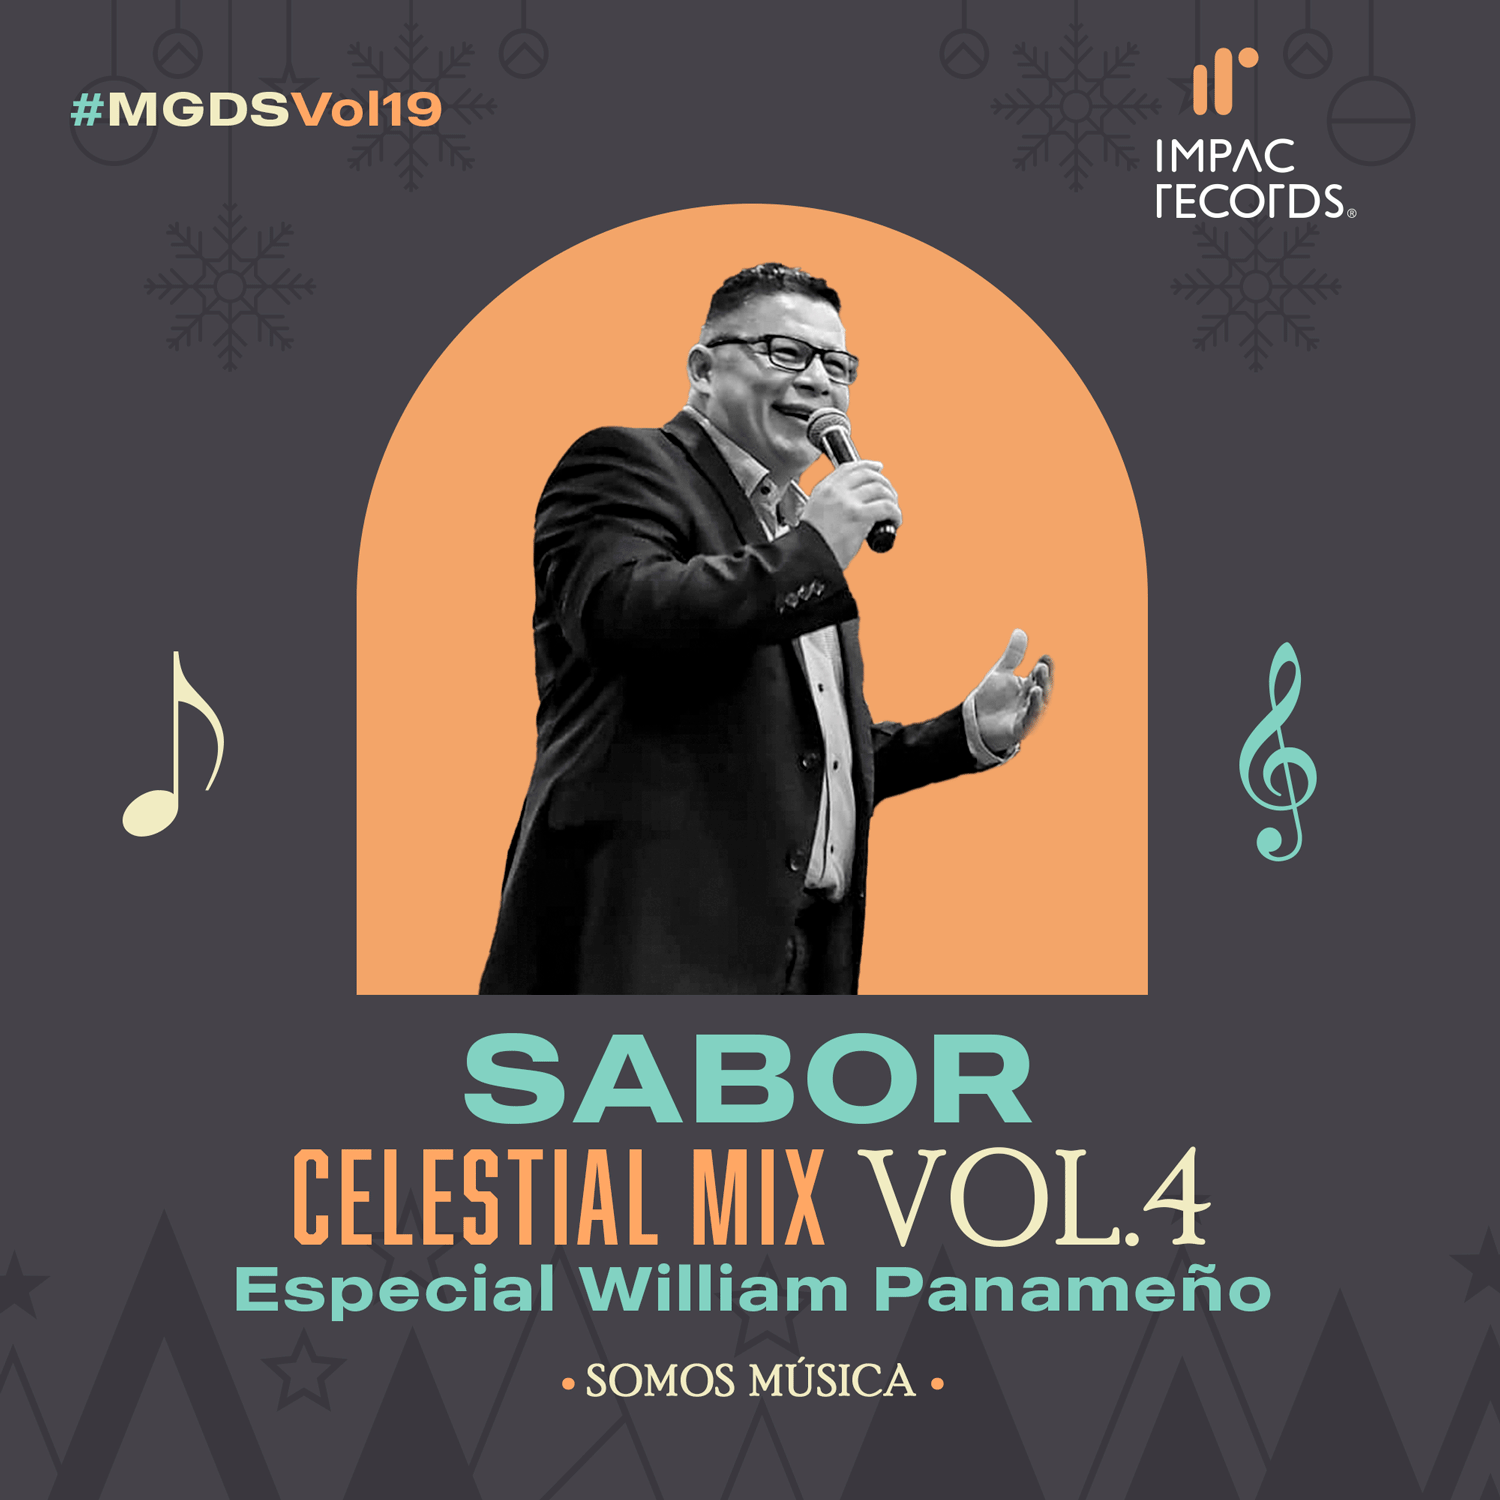 #MGDSVol19
IMPAC
RECORDS®
SABOR
CELESTIAL MIX VOL.4
Especial William Panameño
• SOMOS MÚSICA •